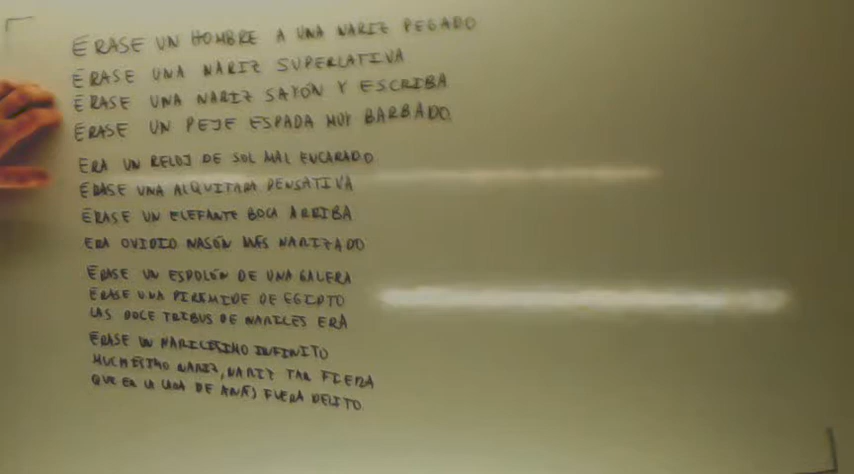 ERASE UN HOMBRE A UNA NARIZ PEGADO
ERASE UNA NARIZ SUPERLATIVA
ERASE UNA NARIZ SAYÓN Y ESCRIBA
ERASE UN PEJE ESPADA MUY BARBADO
ERA UN RELOJ DE SOL MAL ENCARADO
ERASE UNA ALQUITARA PENSATIVA
ERASE UN ELEFANTE BOCA ARRIBA
ERA OVIDIO NASÓN MÁS NARIZADO
ERASE UN ESPOLÓN DE UNA GALERA
ERASE UNA PIRÁMIDE DE EGIPTO
LAS DOCE TRIBUS DE NARICES ERA
ERASE UN NARICISIMO INFINITO
MUCHISIMO NARIZ, NARIZ TAN FIERA
QUE EN LA CARA DE ANÁS FUERA DELITO